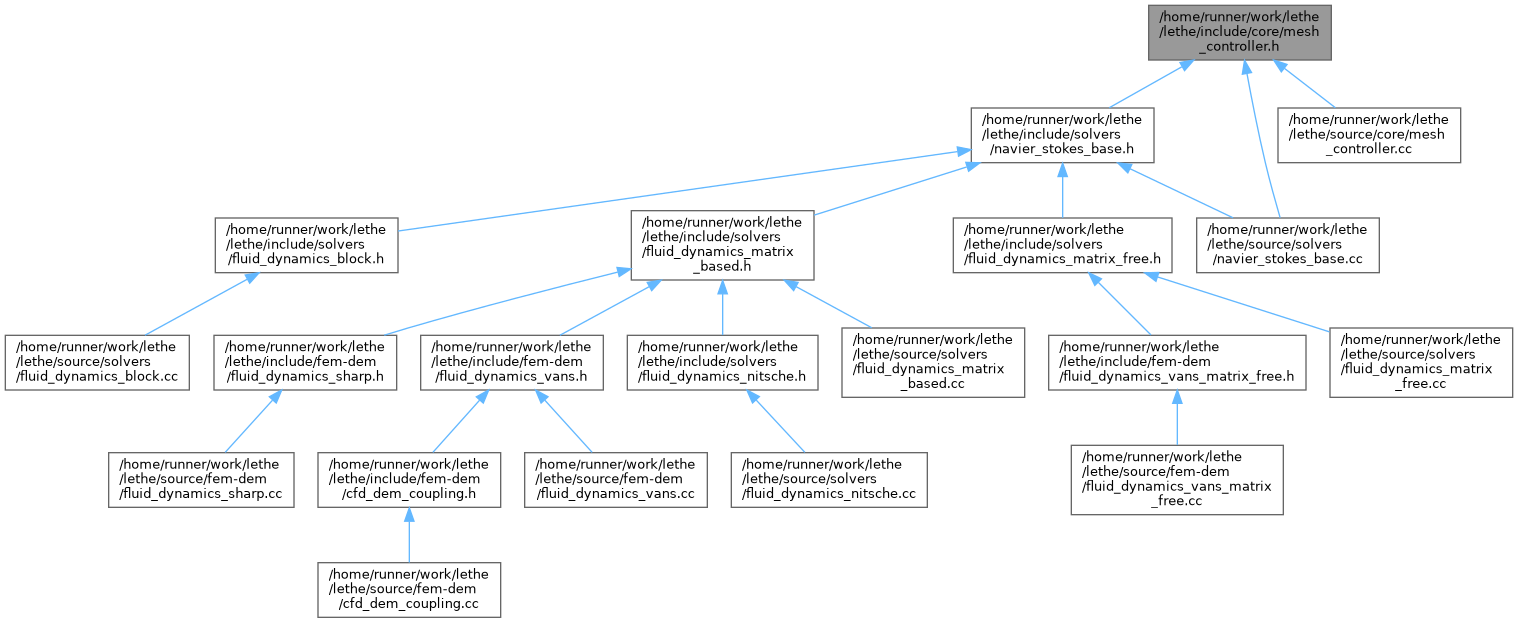 /home/runner/work/lethe
/lethe/include/core/mesh
_controller.h
/home/runner/work/lethe
/lethe/include/solvers
/navier_stokes_base.h
/home/runner/work/lethe
/lethe/source/core/mesh
_controller.cc
/home/runner/work/lethe
/lethe/include/solvers
/fluid_dynamics_block.h
/home/runner/work/lethe
/lethe/include/solvers
/fluid_dynamics_matrix
_based.h
/home/runner/work/lethe
/lethe/include/solvers
/fluid_dynamics_matrix_free.h
/home/runner/work/lethe
/lethe/source/solvers
/navier_stokes_base.cc
/home/runner/work/lethe
/lethe/source/solvers
/fluid_dynamics_block.cc
/home/runner/work/lethe
/lethe/include/fem-dem
/fluid_dynamics_sharp.h
/home/runner/work/lethe
/lethe/include/fem-dem
/fluid_dynamics_vans.h
/home/runner/work/lethe
/lethe/include/solvers
/fluid_dynamics_nitsche.h
/home/runner/work/lethe
/lethe/source/solvers
/fluid_dynamics_matrix
_based.cc
/home/runner/work/lethe
/lethe/include/fem-dem
/fluid_dynamics_vans_matrix_free.h
/home/runner/work/lethe
/lethe/source/solvers
/fluid_dynamics_matrix
_free.cc
/home/runner/work/lethe
/lethe/source/fem-dem
/fluid_dynamics_sharp.cc
/home/runner/work/lethe
/lethe/include/fem-dem
/cfd_dem_coupling.h
/home/runner/work/lethe
/lethe/source/fem-dem
/fluid_dynamics_vans.cc
/home/runner/work/lethe
/lethe/source/solvers
/fluid_dynamics_nitsche.cc
/home/runner/work/lethe
/lethe/source/fem-dem
/fluid_dynamics_vans_matrix
_free.cc
/home/runner/work/lethe
/lethe/source/fem-dem
/cfd_dem_coupling.cc